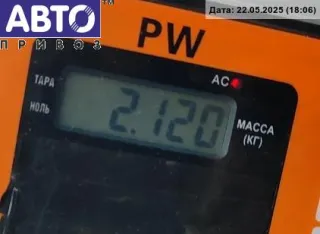 Дата: 22.05.2025 (18:06)
АВТО
ПРИВОЗ
PW
AC
ТАРА
НОЛЬ
2.120
МАССА
(КГ)